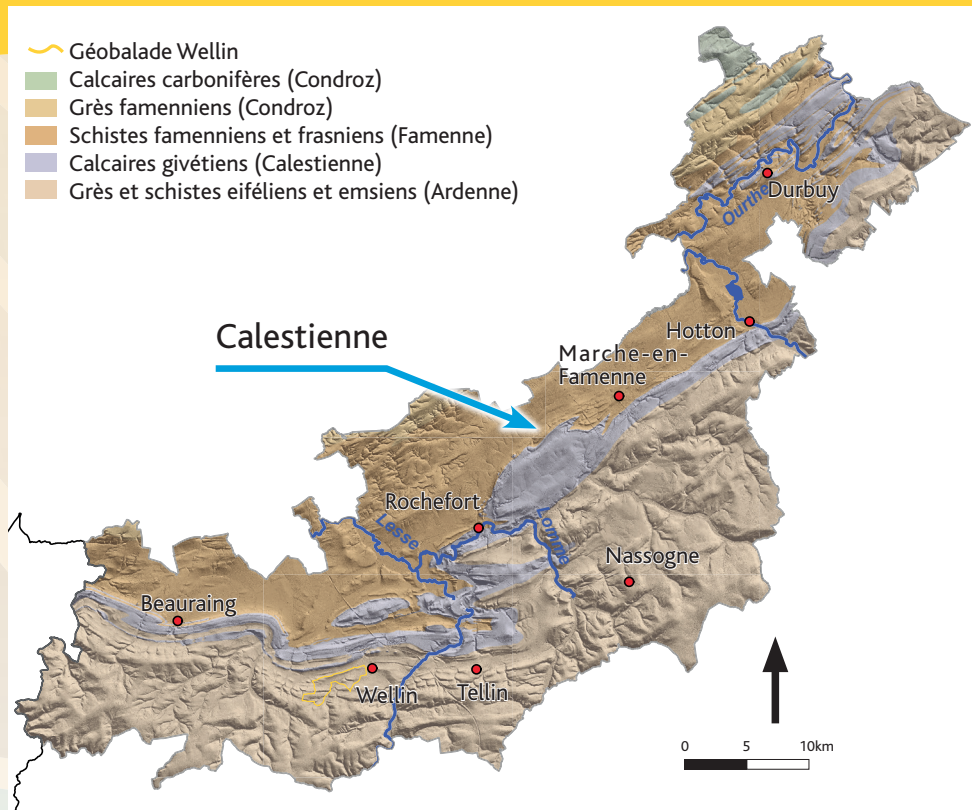 Géobalade Wellin
Calcaires carbonifères (Condroz)
Grès famenniens (Condroz)
Schistes famenniens et frasniens (Famenne)
Calcaires givétiens (Calestienne)
Grès et schistes eiféliens et emsiens (Ardenne)
Ourthe
Durbuy
Calestienne
Hotton
Marche-en-
Famenne
Rochefort
Lesse
Lomme
Nassogne
Beauraing
Wellin
Tellin
0 5 10km